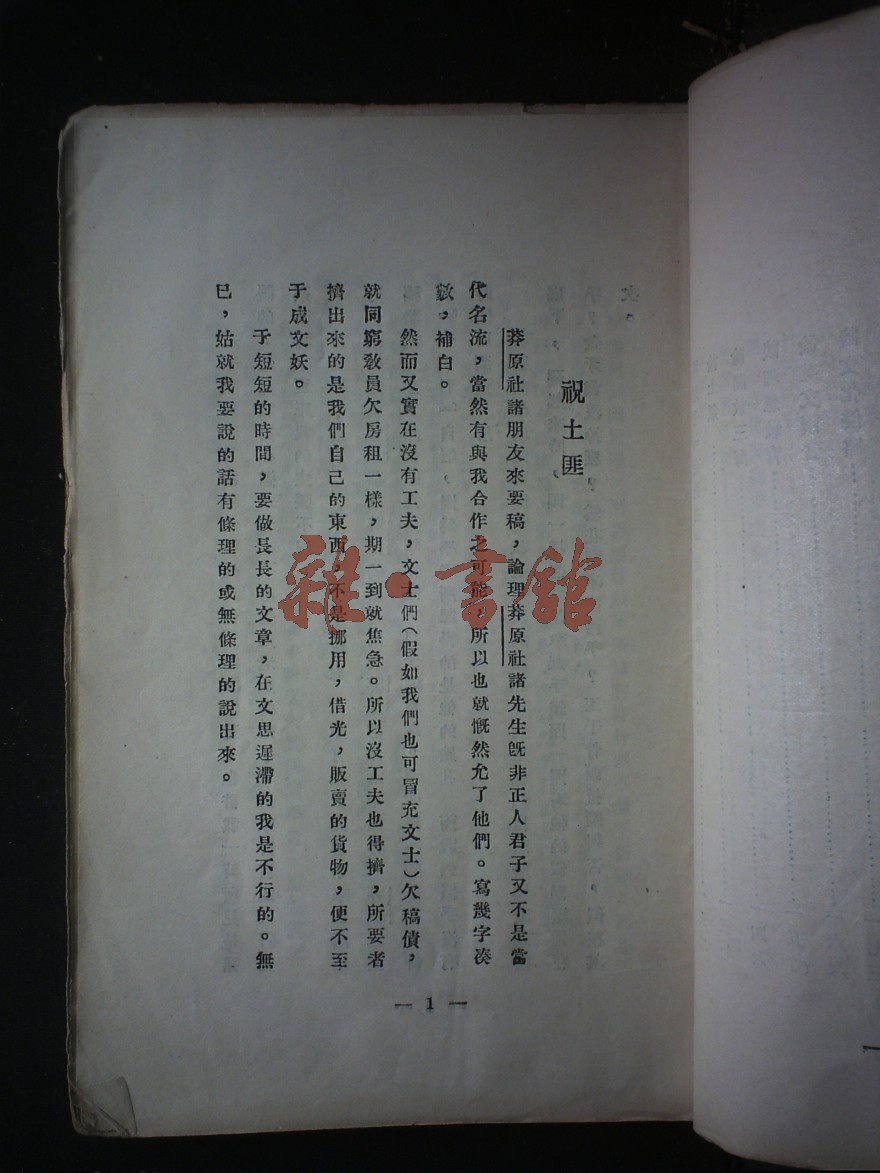 祝土匪
莽原社諸朋友來要稿，論理莽原社諸先生旣非正人君子又不是當
代名流，當然有與我合作之可能，所以也就慨然允了他們。寫幾字湊
數，補白。
然而又實在沒有工夫，文士們（假如我們也可冒充文士）欠稿債，
就同窮敎員欠房租一樣，期一到就焦急。所以沒工夫也得擠，所要者
擠出來的是我們自己的東西，不是挪用，借光，販賣的貨物，便不至
于成文妖。
于短短的時間，要做長長的文章，在文思遲滯的我是不行的。無
已，姑就我要說的話有條理的或無條理的說出來。
— 1 —
雜·書館